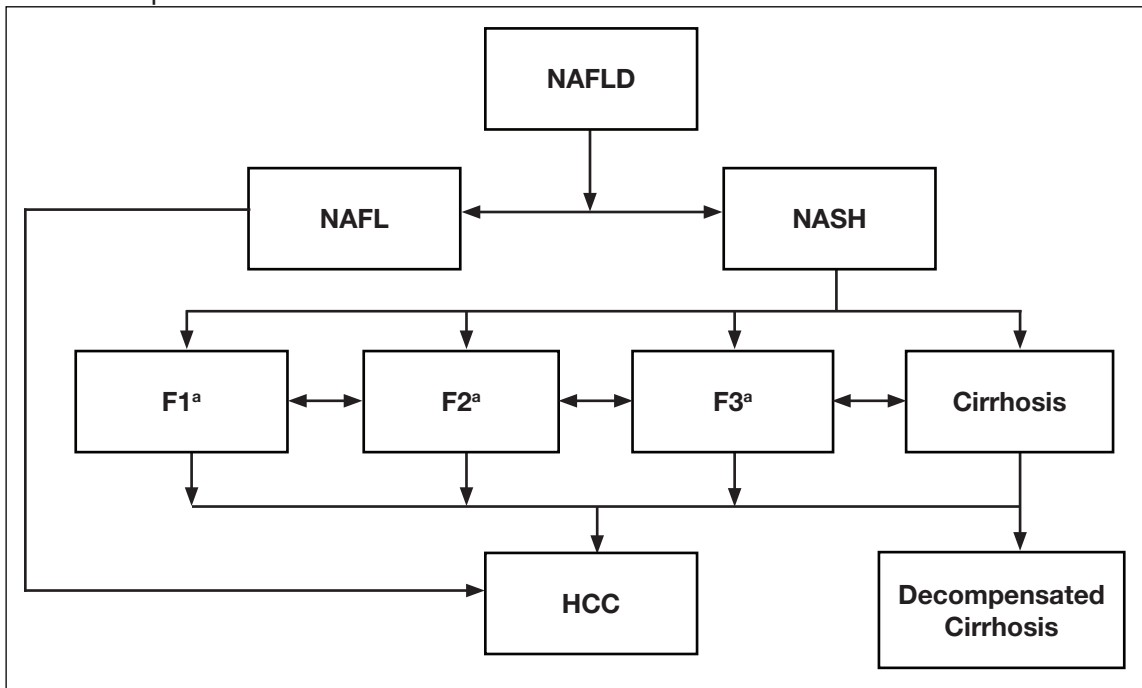 NAFLD
NAFL
NASH
F1ª
F2ª
F3ª
Cirrhosis
HCC
Decompensated
Cirrhosis